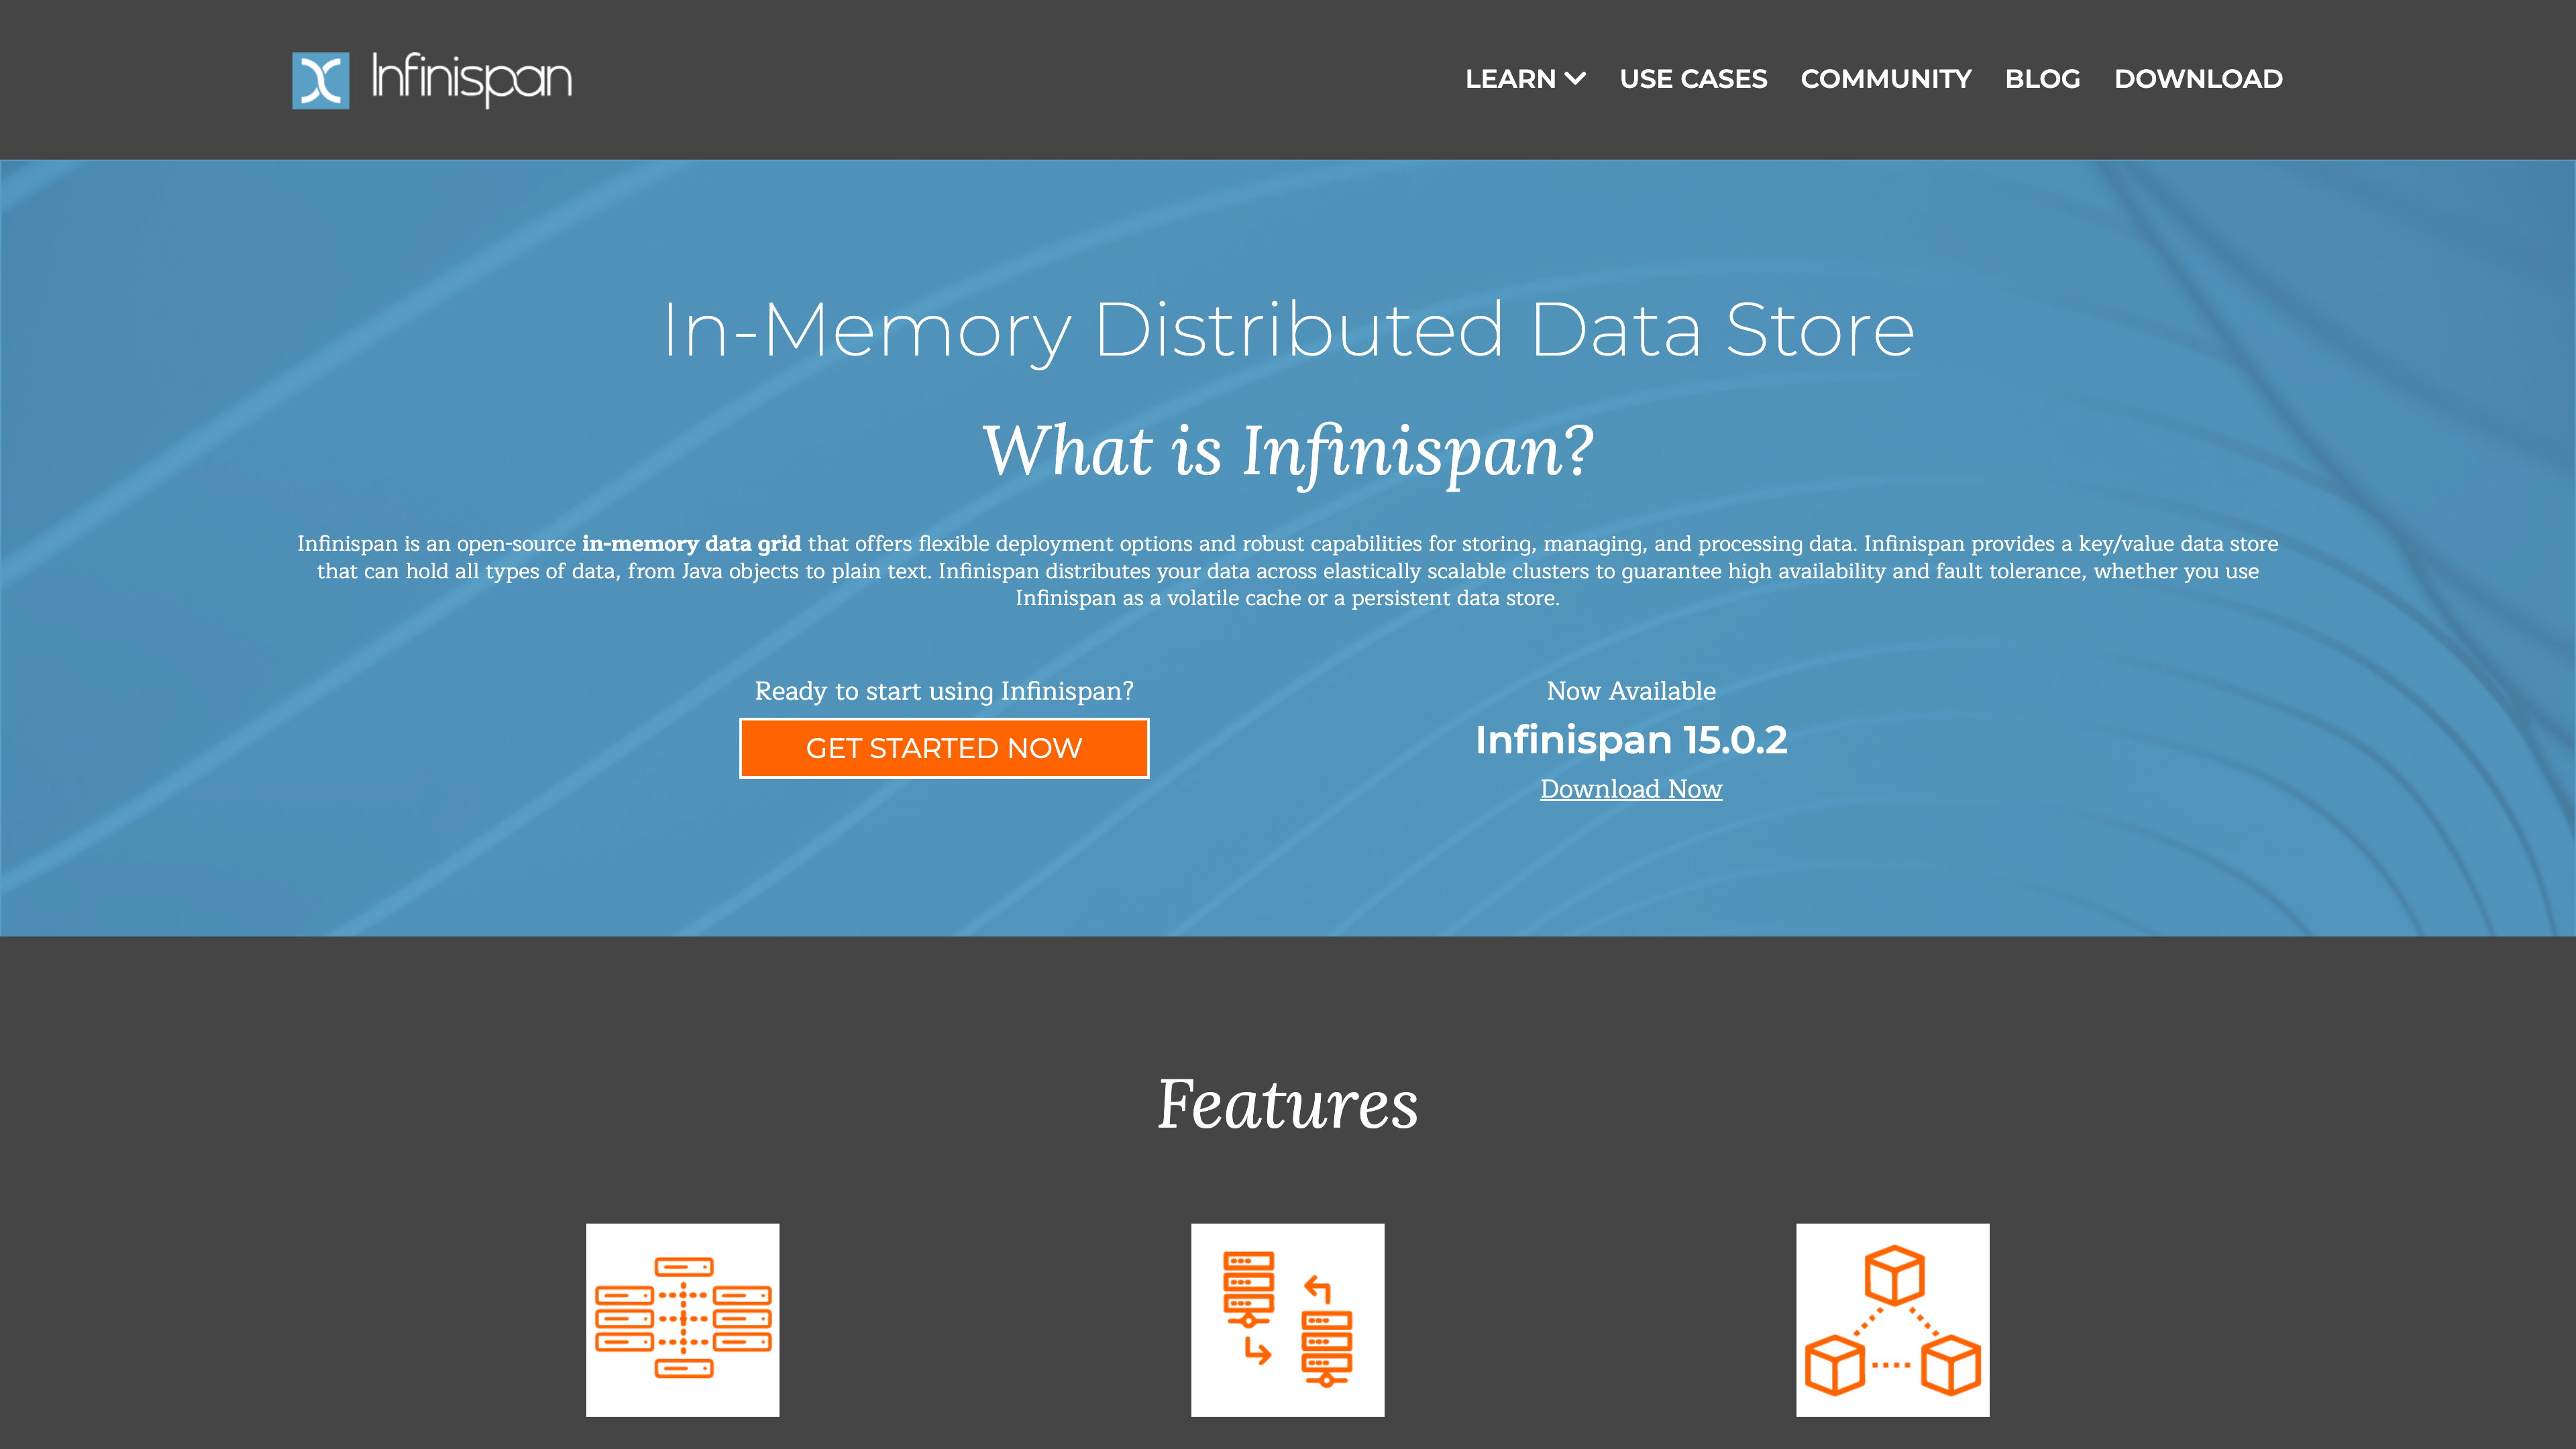 Infinispan
LEARN USE CASES COMMUNITY BLOG DOWNLOAD
In-Memory Distributed Data Store
What is Infinispan?
Infinispan is an open-source in-memory data grid that offers flexible deployment options and robust capabilities for storing, managing, and processing data. Infinispan provides a key/value data store
that can hold all types of data, from Java objects to plain text. Infinispan distributes your data across elastically scalable clusters to guarantee high availability and fault tolerance, whether you use
Infinispan as a volatile cache or a persistent data store.
Ready to start using Infinispan?
GET STARTED NOW
Now Available
Infinispan 15.0.2
Download Now
Features